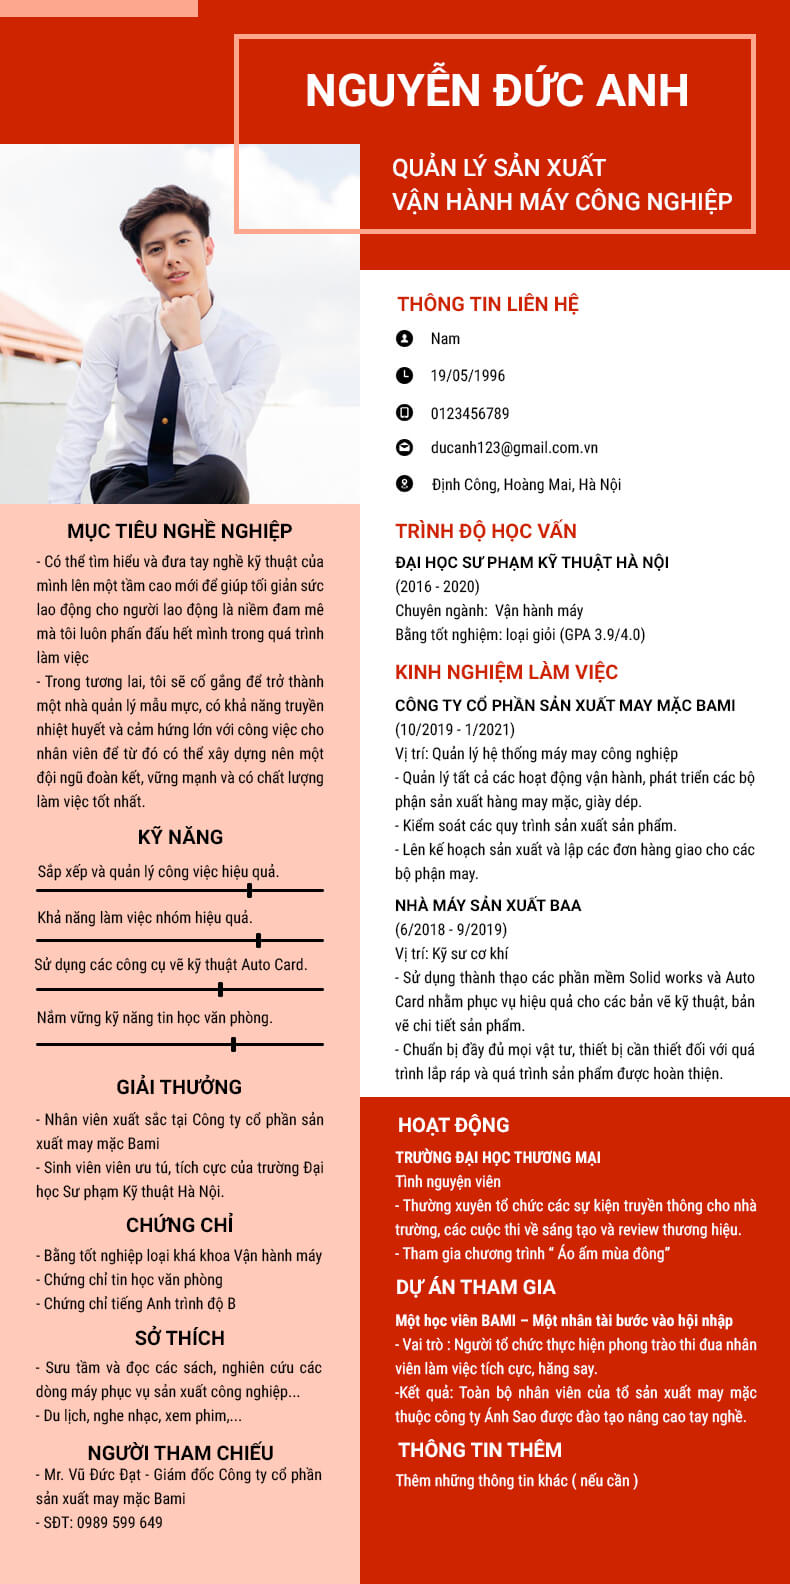 NGUYỄN ĐỨC ANH
QUẢN LÝ SẢN XUẤT
VẬN HÀNH MÁY CÔNG NGHIỆP
THÔNG TIN LIÊN HỆ
Nam
19/05/1996
0123456789
ducanh123@gmail.com.vn
Định Công, Hoàng Mai, Hà Nội
MỤC TIÊU NGHỀ NGHIỆP
- Có thể tìm hiểu và đưa tay nghề kỹ thuật của
mình lên một tầm cao mới để giúp tối giản sức
lao động cho người lao động là niềm đam mê
mà tôi luôn phấn đấu hết mình trong quá trình
làm việc
- Trong tương lai, tôi sẽ cố gắng để trở thành
một nhà quản lý mẫu mực, có khả năng truyền
nhiệt huyết và cảm hứng lớn với công việc cho
nhân viên để từ đó có thể xây dựng nên một
đội ngũ đoàn kết, vững mạnh và có chất lượng
làm việc tốt nhất.
KỸ NĂNG
Sắp xếp và quản lý công việc hiệu quả.
Khả năng làm việc nhóm hiệu quả.
Sử dụng các công cụ vẽ kỹ thuật Auto Card.
Nắm vững kỹ năng tin học văn phòng.
GIẢI THƯỞNG
- Nhân viên xuất sắc tại Công ty cổ phần sản
xuất may mặc Bami
- Sinh viên viên ưu tú, tích cực của trường Đại
học Sư phạm Kỹ thuật Hà Nội.
CHỨNG CHỈ
- Bằng tốt nghiệp loại khá khoa Vận hành máy
- Chứng chỉ tin học văn phòng
- Chứng chỉ tiếng Anh trình độ B
SỞ THÍCH
- Sưu tầm và đọc các sách, nghiên cứu các
dòng máy phục vụ sản xuất công nghiệp...
- Du lịch, nghe nhạc, xem phim,...
NGƯỜI THAM CHIẾU
- Mr. Vũ Đức Đạt - Giám đốc Công ty cổ phần
sản xuất may mặc Bami
- SĐT: 0989 599 649
TRÌNH ĐỘ HỌC VẤN
ĐẠI HỌC SƯ PHẠM KỸ THUẬT HÀ NỘI
(2016 - 2020)
Chuyên ngành: Vận hành máy
Bằng tốt nghiệm: loại giỏi (GPA 3.9/4.0)
KINH NGHIỆM LÀM VIỆC
CÔNG TY CỔ PHẦN SẢN XUẤT MAY MẶC BAMI
(10/2019 - 1/2021)
Vị trí: Quản lý hệ thống máy may công nghiệp
- Quản lý tất cả các hoạt động vận hành, phát triển các bộ
phận sản xuất hàng may mặc, giày dép.
- Kiểm soát các quy trình sản xuất sản phẩm.
- Lên kế hoạch sản xuất và lập các đơn hàng giao cho các
bộ phận may.
NHÀ MÁY SẢN XUẤT BAA
(6/2018 - 9/2019)
Vị trí: Kỹ sư cơ khí
- Sử dụng thành thạo các phần mềm Solid works và Auto
Card nhằm phục vụ hiệu quả cho các bản vẽ kỹ thuật, bản
vẽ chi tiết sản phẩm.
- Chuẩn bị đầy đủ mọi vật tư, thiết bị cần thiết đối với quá
trình lắp ráp và quá trình sản phẩm được hoàn thiện.
HOẠT ĐỘNG
TRƯỜNG ĐẠI HỌC THƯƠNG MẠI
Tình nguyện viên
- Thường xuyên tổ chức các sự kiện truyền thông cho nhà
trường, các cuộc thi về sáng tạo và review thương hiệu.
- Tham gia chương trình “ Áo ấm mùa đông”
DỰ ÁN THAM GIA
Một học viên BAMI – Một nhân tài bước vào hội nhập
- Vai trò : Người tổ chức thực hiện phong trào thi đua nhân
viên làm việc tích cực, hăng say.
-Kết quả: Toàn bộ nhân viên của tổ sản xuất may mặc
thuộc công ty Ánh Sao được đào tạo nâng cao tay nghề.
THÔNG TIN THÊM
Thêm những thông tin khác ( nếu cần )